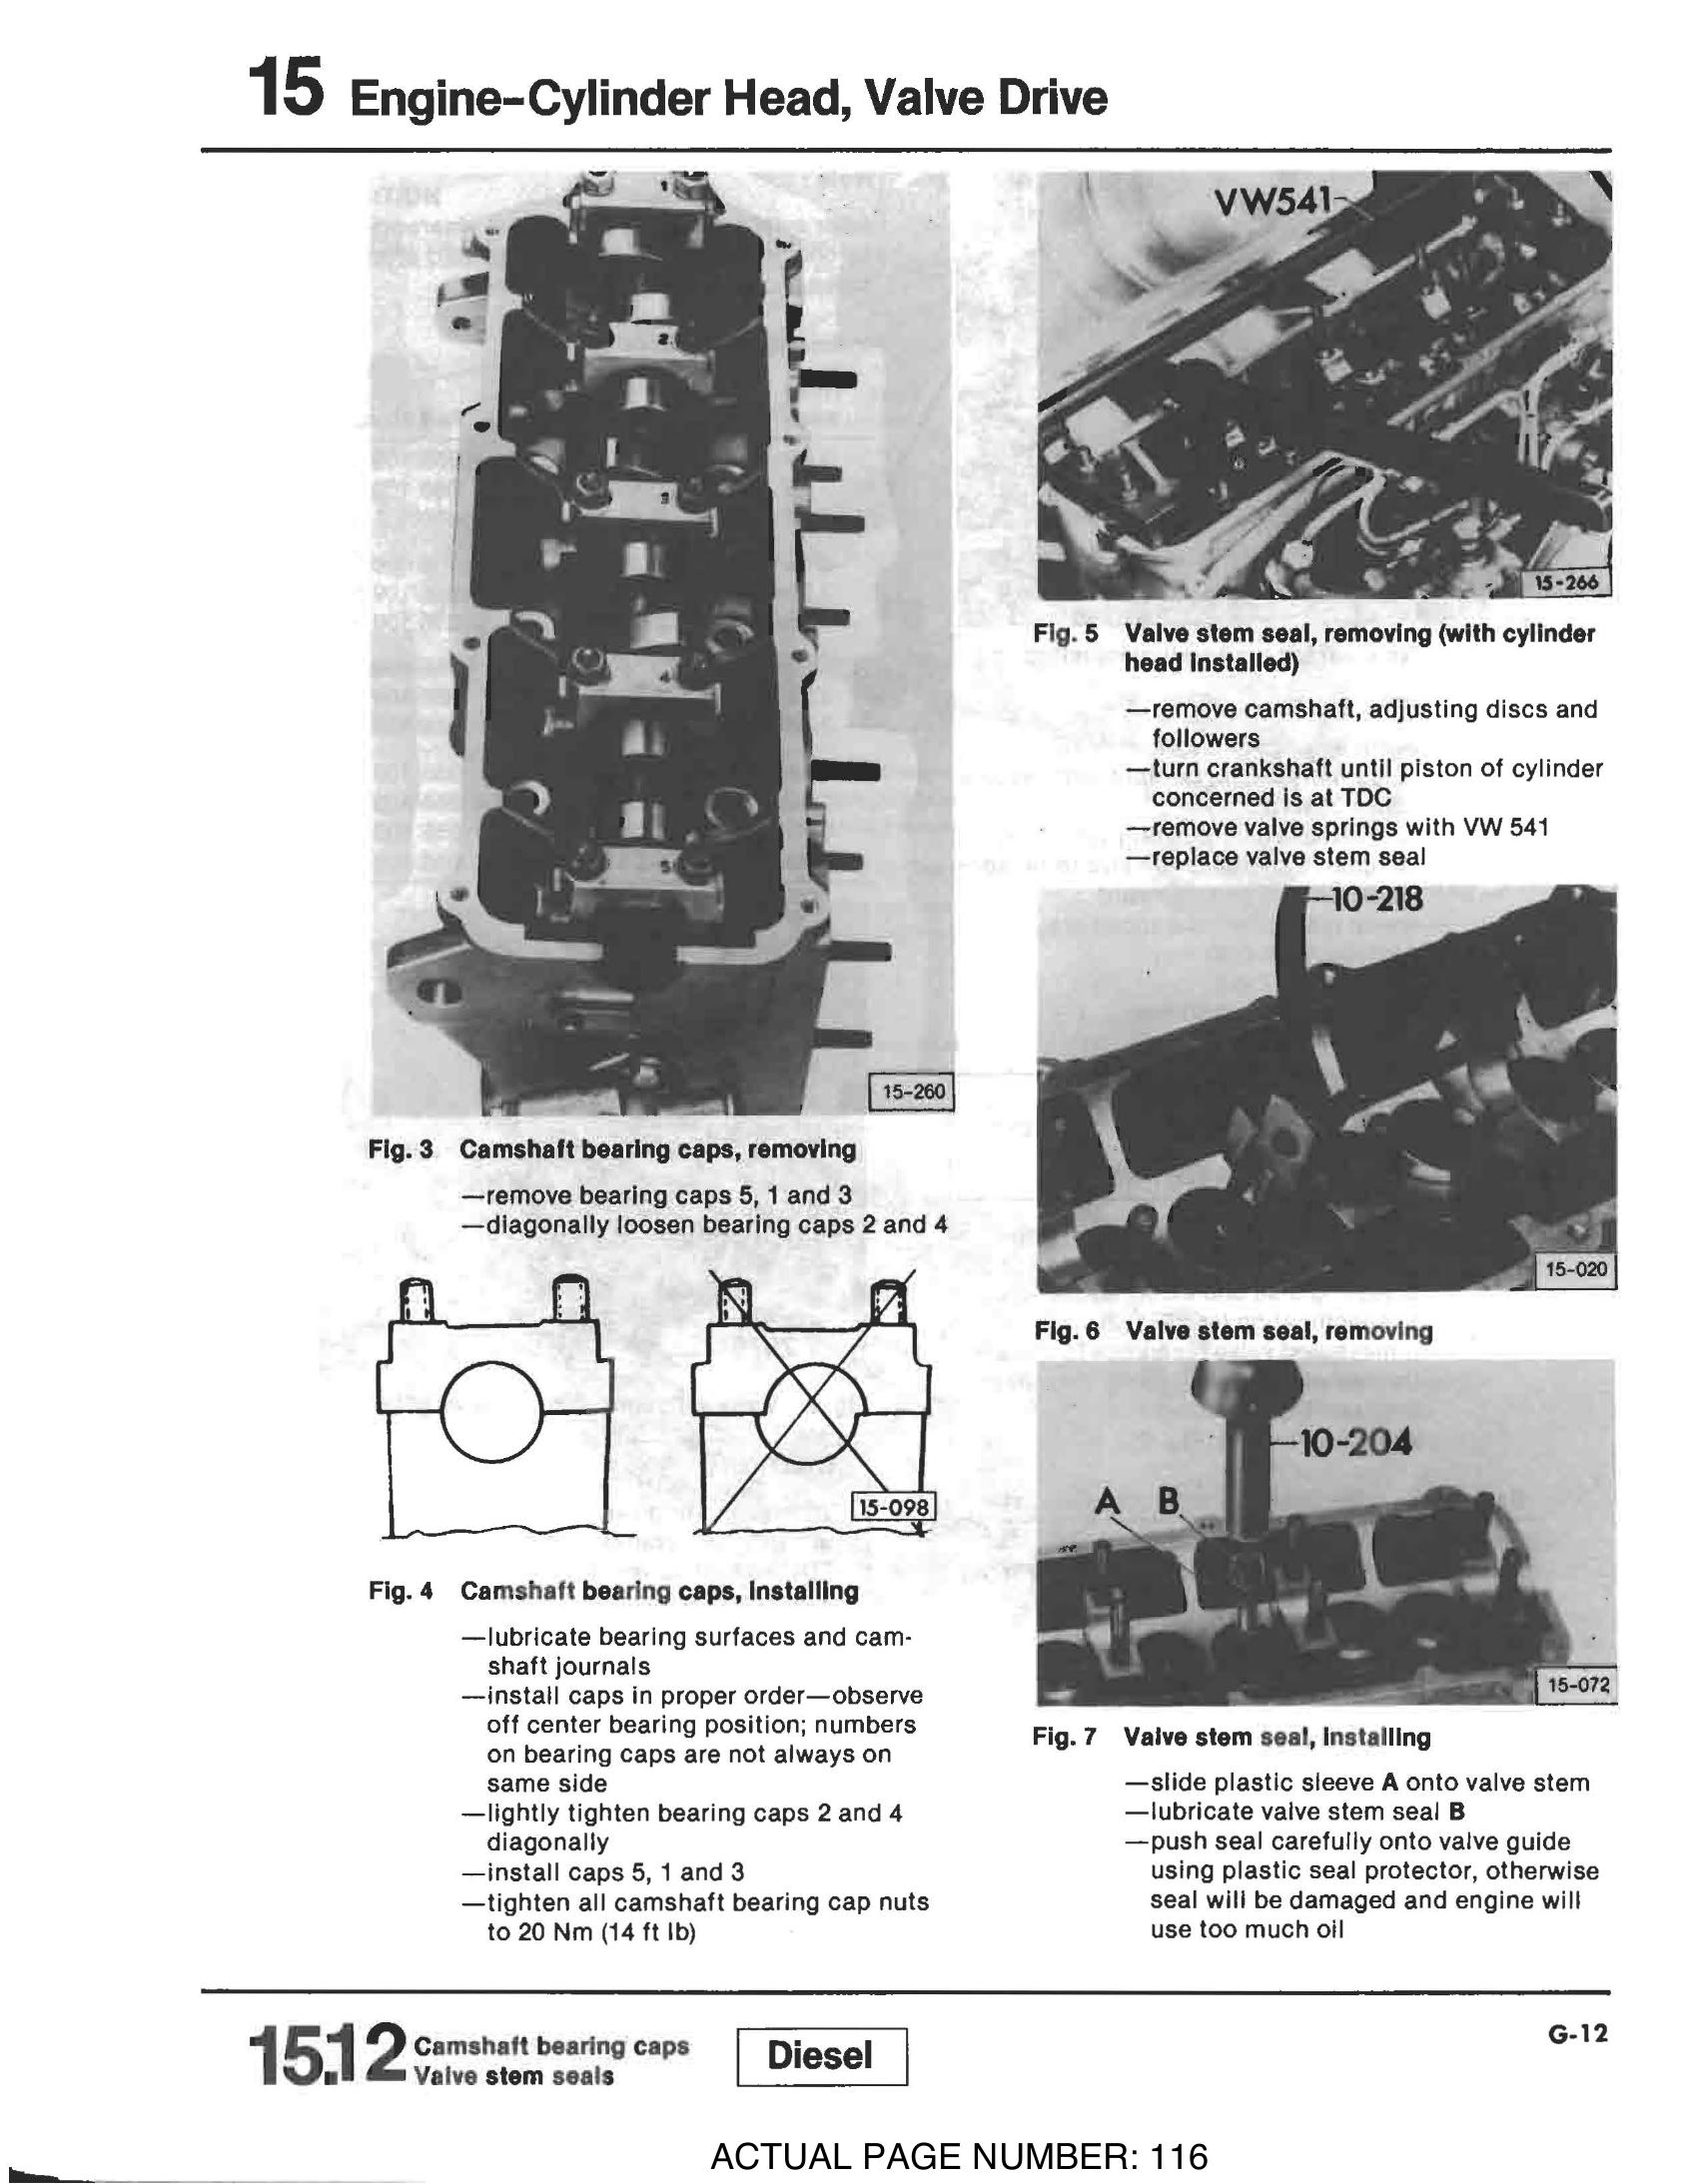 15 Engine-Cylinder Head, Valve Drive
1
2
3
4
5
15-260
Fig. 3 Camshaft bearing caps, removing
—remove bearing caps 5, 1 and 3
—diagonally loosen bearing caps 2 and 4
15-098
Fig. 4 Camshaft bearing caps, installing
—lubricate bearing surfaces and cam-
shaft journals
—install caps in proper order—observe
off center bearing position; numbers
on bearing caps are not always on
same side
—lightly tighten bearing caps 2 and 4
diagonally
—install caps 5, 1 and 3
—tighten all camshaft bearing cap nuts
to 20 Nm (14 ft lb)
VW541
15-266
Fig. 5 Valve stem seal, removing (with cylinder
head installed)
—remove camshaft, adjusting discs and
followers
—turn crankshaft until piston of cylinder
concerned is at TDC
—remove valve springs with VW 541
—replace valve stem seal
10-218
15-020
Fig. 6 Valve stem seal, removing
10-204
A B
15-072
Fig. 7 Valve stem seal, installing
—slide plastic sleeve A onto valve stem
—lubricate valve stem seal B
—push seal carefully onto valve guide
using plastic seal protector, otherwise
seal will be damaged and engine will
use too much oil
15.12 Camshaft bearing caps
Valve stem seals
Diesel
G-12
ACTUAL PAGE NUMBER: 116